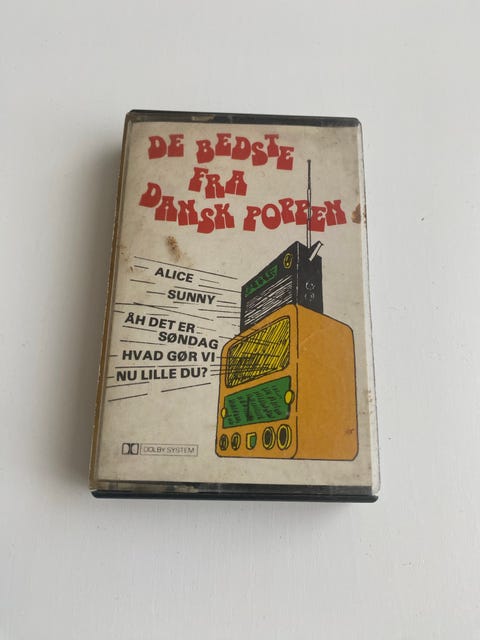 DE BEDSTE
FRA
DANSK POPPEN
ALICE
SUNNY
ÅH DET ER
SØNDAG
HVAD GØR VI
NU LILLE DU?
DOLBY SYSTEM